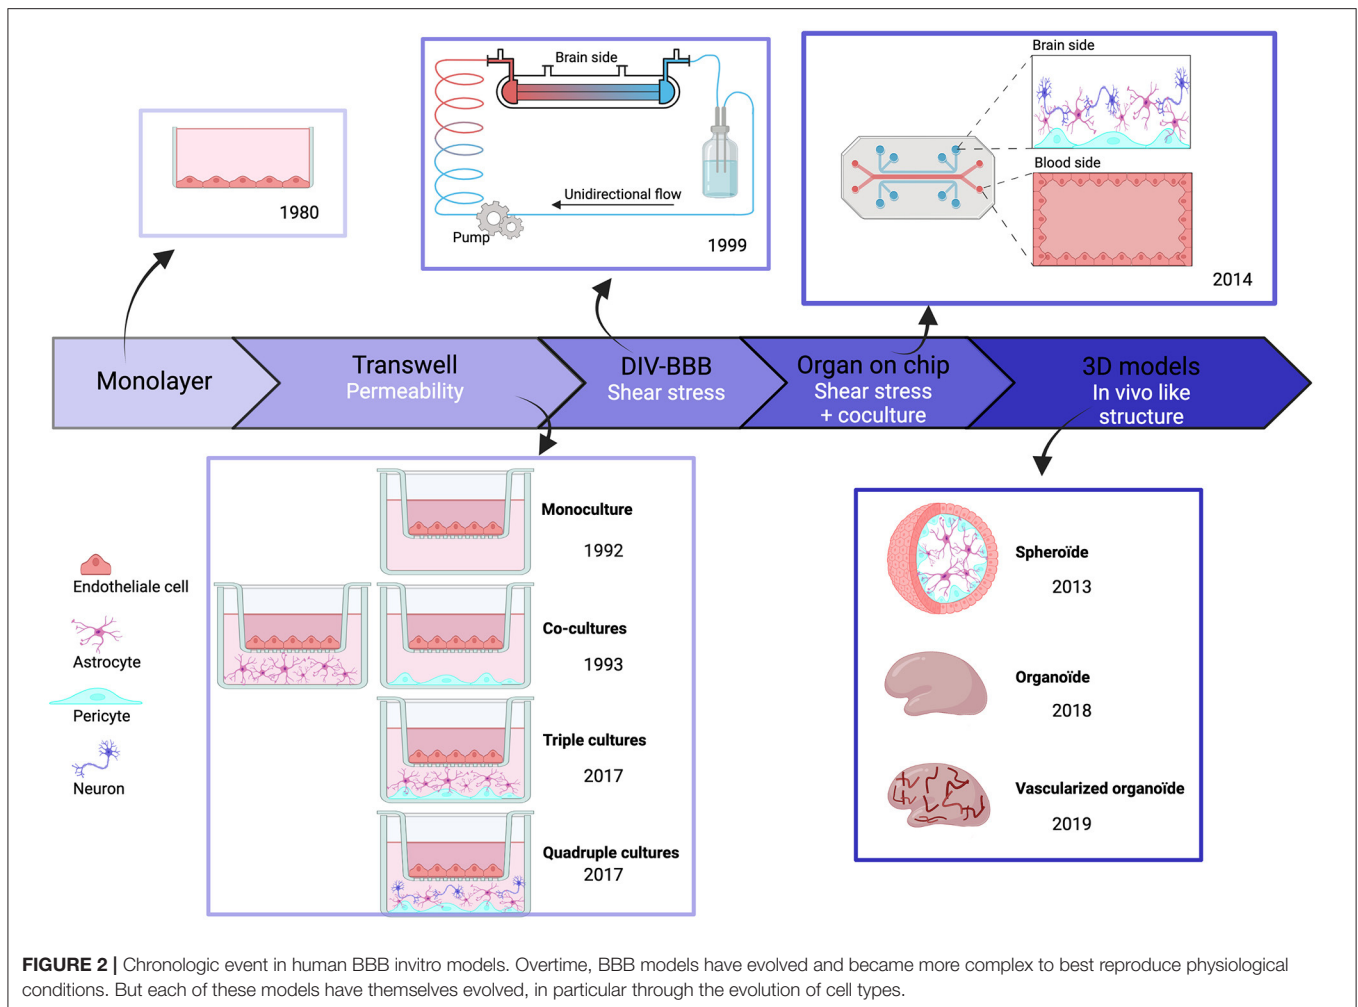 Brain side
Unidirectional flow
Pump
1999
1980
Brain side
Blood side
2014
Monolayer
Transwell
Permeability
DIV-BBB
Shear stress
Organ on chip
Shear stress
+ coculture
3D models
In vivo like
structure
Endotheliale cell
Astrocyte
Pericyte
Neuron
Monoculture
1992
Co-cultures
1993
Triple cultures
2017
Quadruple cultures
2017
Spheroïde
2013
Organoïde
2018
Vascularized organoïde
2019
FIGURE 2 | Chronologic event in human BBB invitro models. Overtime, BBB models have evolved and became more complex to best reproduce physiological
conditions. But each of these models have themselves evolved, in particular through the evolution of cell types.